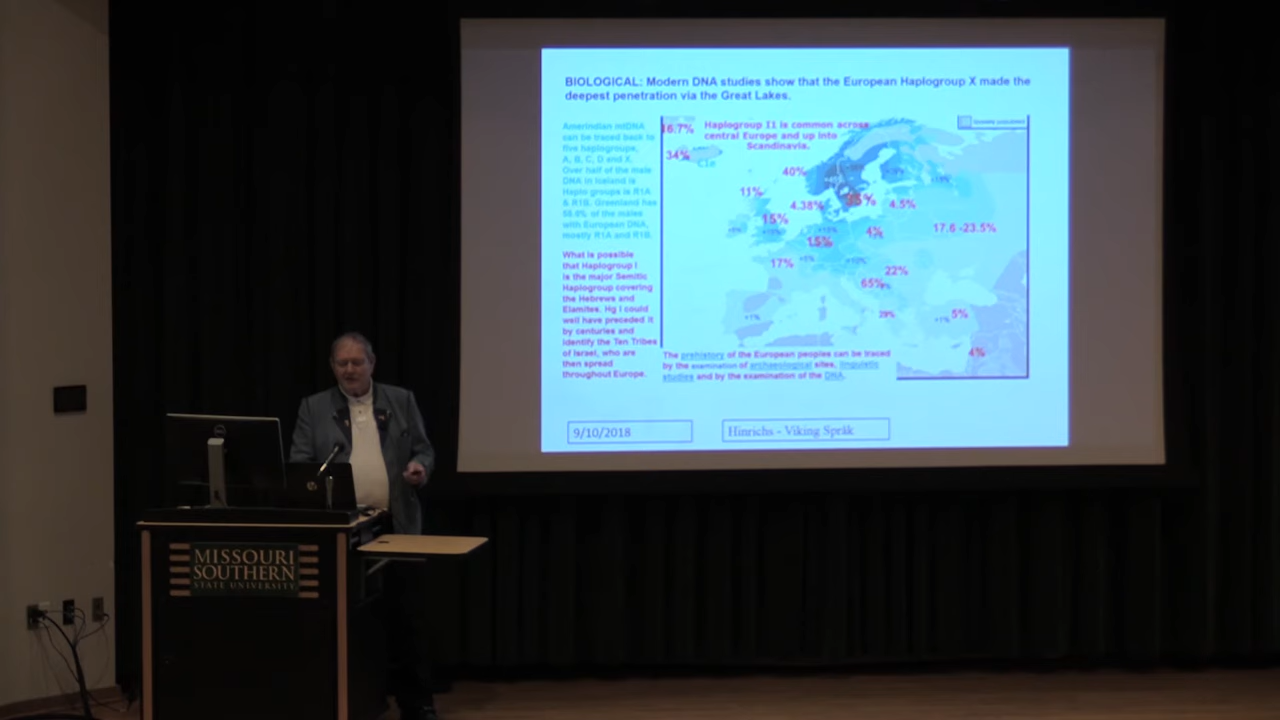 BIOLOGICAL: Modern DNA studies show that the European Haplogroup X made the
deepest penetration via the Great Lakes.
Amerindian mtDNA
can be traced back to
five haplogroups,
A, B, C, D and X.
Over half of the male
DNA in Iceland is
Haplo groups is R1A
& R1B. Greenland has
of the males
with European DNA,
mostly R1A and R1B.
What is possible
that Haplogroup I
is the major Semitic
Haplogroup covering
the Hebrews and
Elamites. Hg I could
well have preceded it
by centuries and
identify the Ten Tribes
of Israel, who are
then spread
throughout Europe.
16.7%
Haplogroup I1 is common across
central Europe and up into
Scandinavia.
34%
40%
11%
4.38%
35%
4.5%
15%
4%
17.6 -23.5%
15%
17%
22%
65%
29%
+1%
+1%
5%
4%
The prehistory of the European peoples can be traced
by the examination of archaeological sites, linguistic
studies and by the examination of the DNA.
9/10/2018
Hinrichs - Viking Språk
DELL
hp
MISSOURI
SOUTHERN
STATE UNIVERSITY